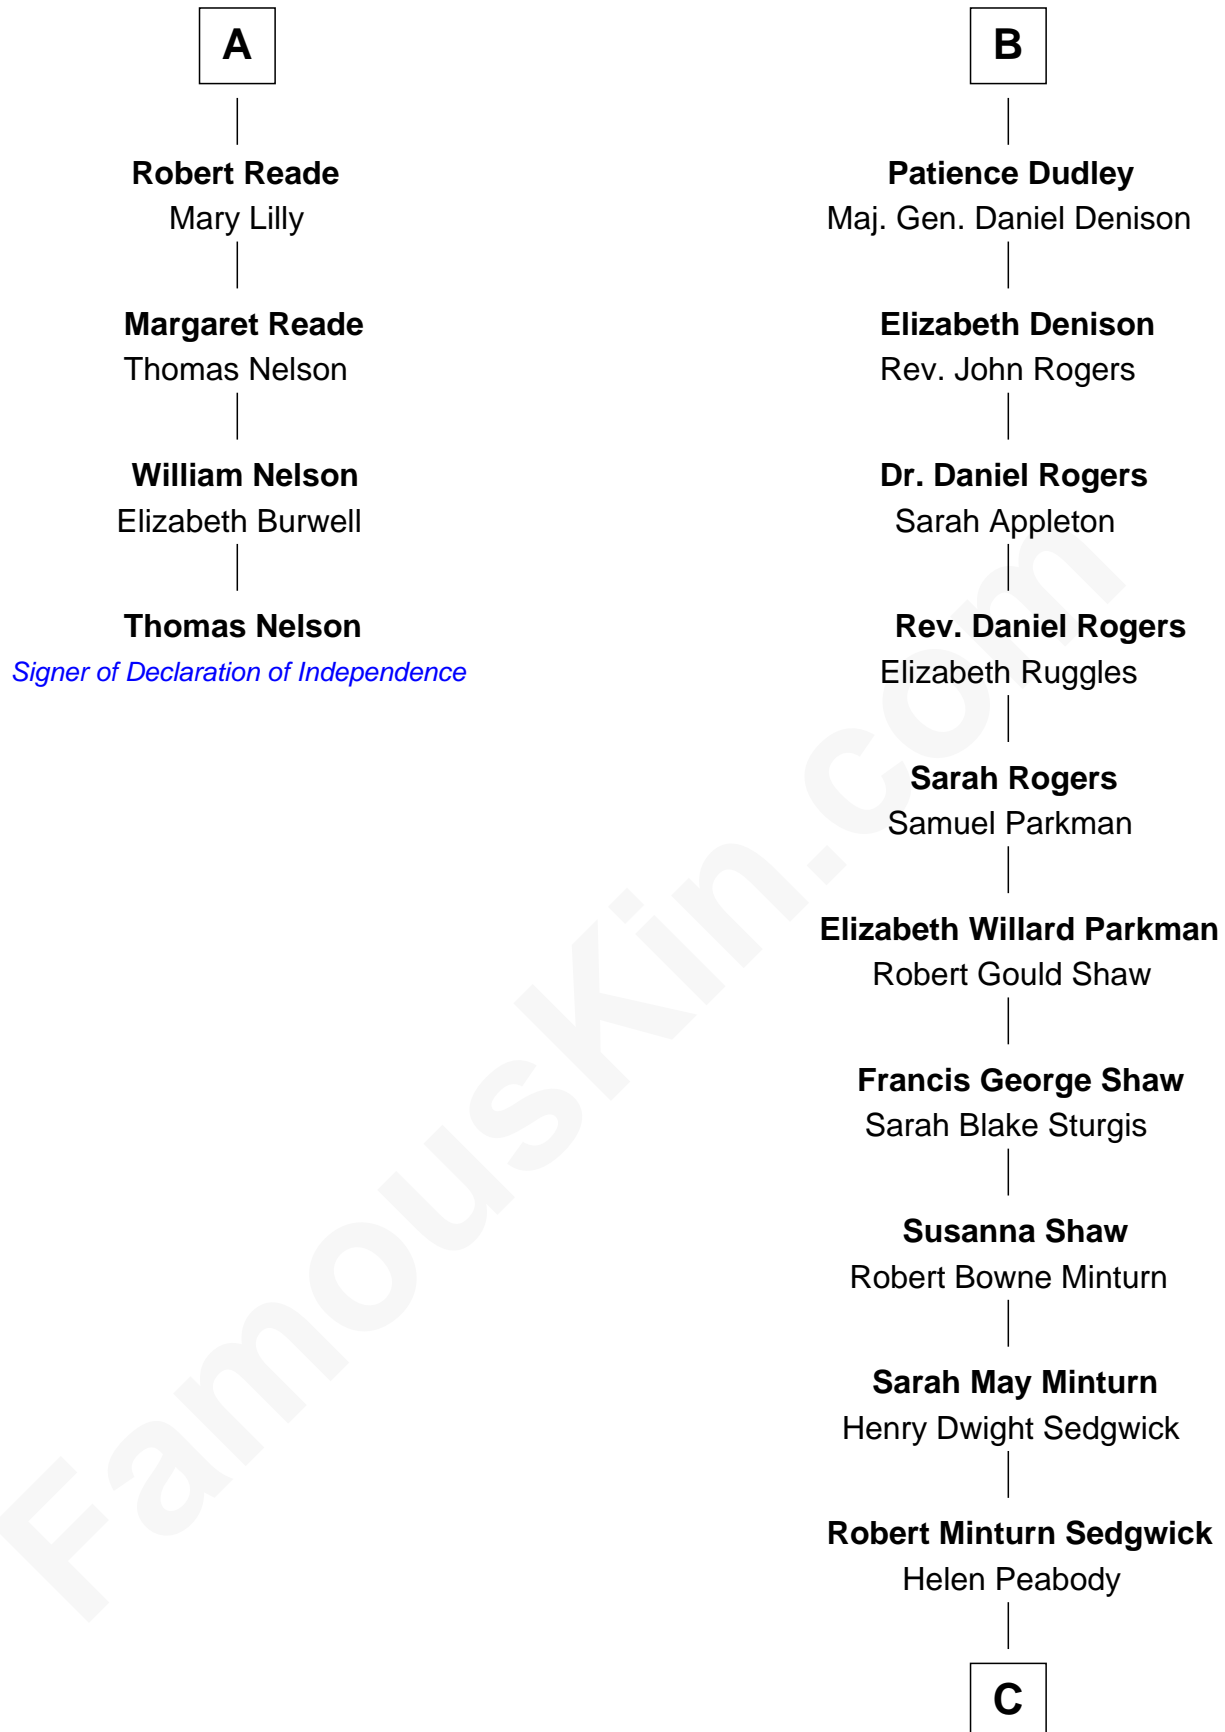 A
Robert Reade
Mary Lilly
Margaret Reade
Thomas Nelson
William Nelson
Elizabeth Burwell
Thomas Nelson
Signer of Declaration of Independence
B
Patience Dudley
Maj. Gen. Daniel Denison
Elizabeth Denison
Rev. John Rogers
Dr. Daniel Rogers
Sarah Appleton
Rev. Daniel Rogers
Elizabeth Ruggles
Sarah Rogers
Samuel Parkman
Elizabeth Willard Parkman
Robert Gould Shaw
Francis George Shaw
Sarah Blake Sturgis
Susanna Shaw
Robert Bowne Minturn
Sarah May Minturn
Henry Dwight Sedgwick
Robert Minturn Sedgwick
Helen Peabody
C
FamousKin.com